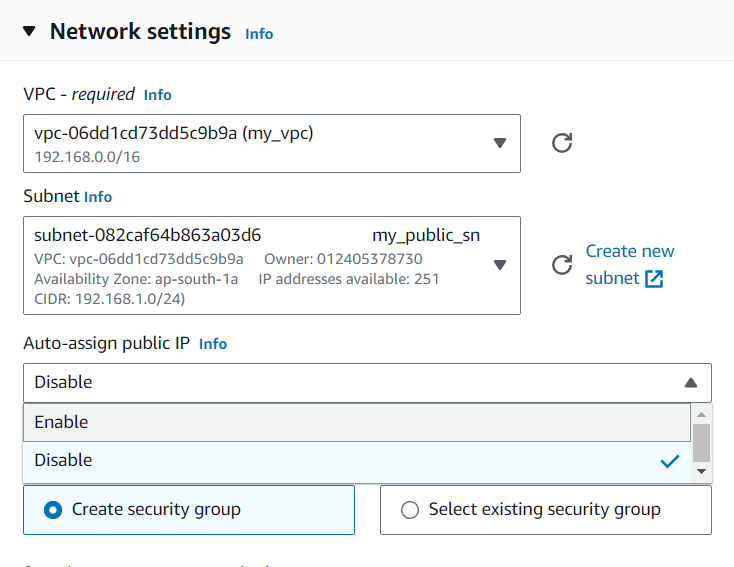 Network settings Info
VPC - required Info
vpc-06dd1cd73dd5c9b9a (my_vpc)
192.168.0.0/16
Subnet Info
subnet-082caf64b863a03d6 my_public_sn
VPC: vpc-06dd1cd73dd5c9b9a Owner: 012405378730
Availability Zone: ap-south-1a IP addresses available: 251
CIDR: 192.168.1.0/24)
Create new
subnet
Auto-assign public IP Info
Disable
Enable
Disable
Create security group
Select existing security group